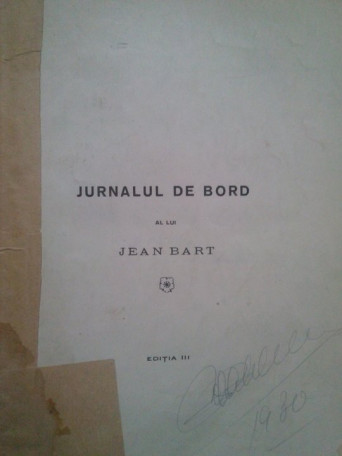 JURNALUL DE BORD
AL LUI
JEAN BART
EDIȚIA III
1980